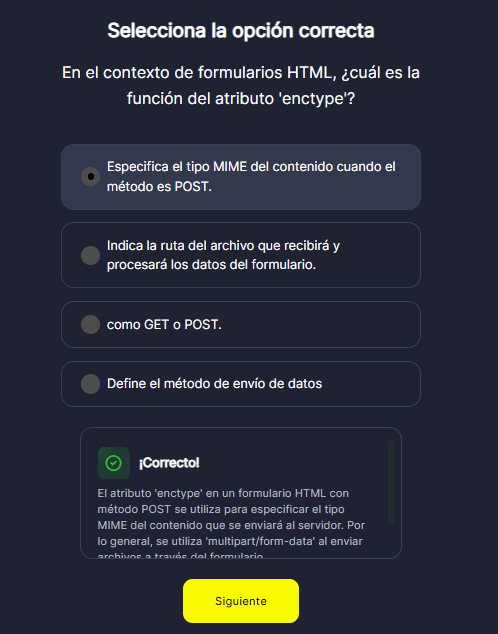 Selecciona la opción correcta
En el contexto de formularios HTML, ¿cuál es la
función del atributo 'enctype'?
Especifica el tipo MIME del contenido cuando el
método es POST.
Indica la ruta del archivo que recibirá y
procesará los datos del formulario.
como GET o POST.
Define el método de envío de datos
¡Correcto!
El atributo 'enctype' en un formulario HTML con
método POST se utiliza para especificar el tipo
MIME del contenido que se enviará al servidor. Por
lo general, se utiliza 'multipart/form-data' al enviar
archivos a través del formulario.
Siguiente